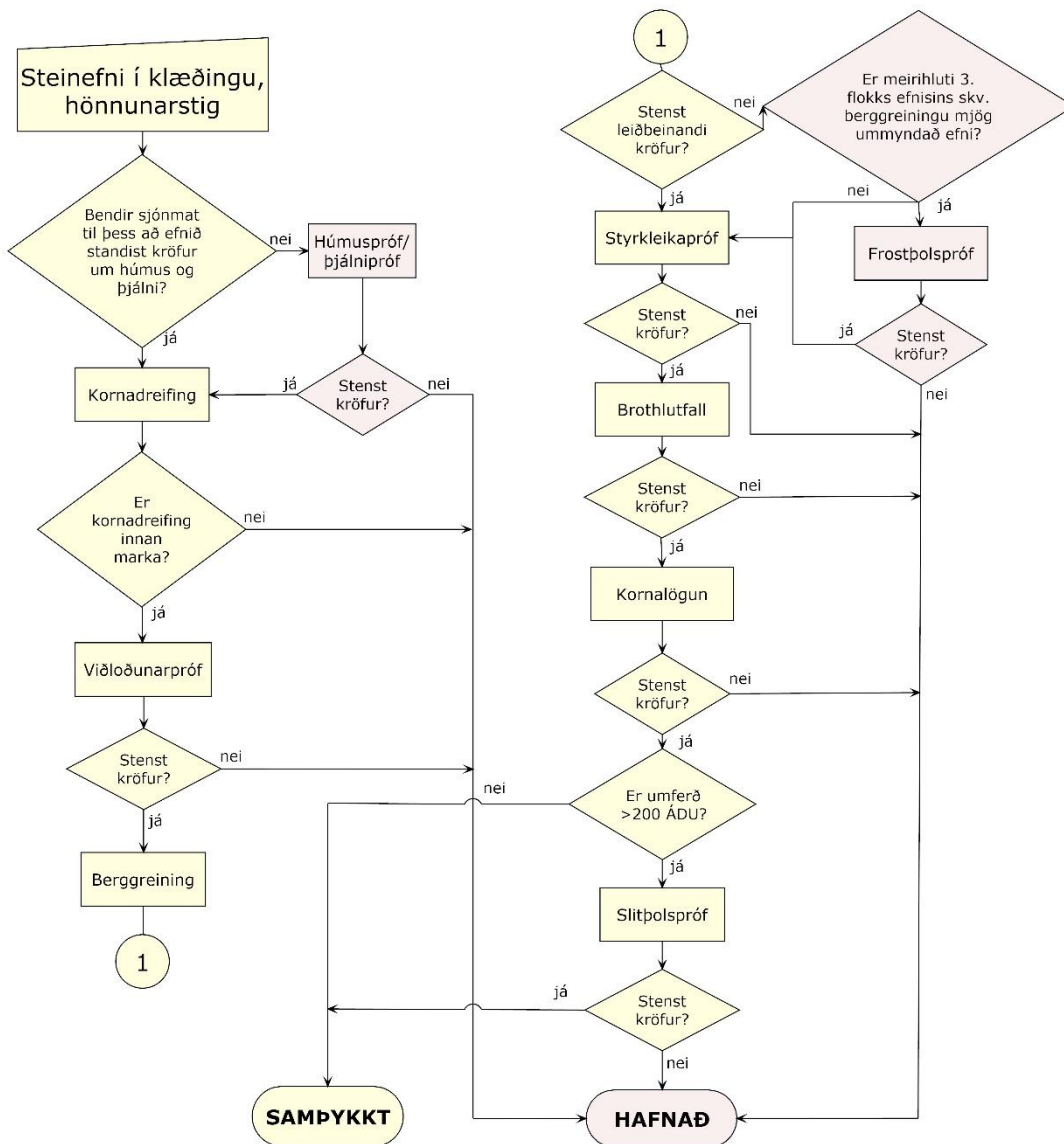 Steinefni í klæðingu,
hönnunarstig
Bendir sjónmat
til þess að efnið
standist kröfur
um húmus og
þjálni?
nei
já
Húmuspróf/
þjálnipróf
Stenst
kröfur?
já
nei
Kornadreifing
Er
kornadreifing
innan
marka?
nei
já
Viðloðunarpróf
Stenst
kröfur?
nei
já
Berggreining
1
1
Stenst
leiðbeinandi
kröfur?
nei
já
Er meirihluti 3.
flokks efnisins skv.
berggreiningu mjög
ummyndað efni?
nei
já
Styrkleikapróf
Frostþolspróf
Stenst
kröfur?
nei
já
Stenst
kröfur?
já
nei
Brothlutfall
Stenst
kröfur?
nei
já
Kornalögun
Stenst
kröfur?
nei
já
Er umferð
>200 ÁDU?
nei
já
Slitþolspróf
Stenst
kröfur?
já
nei
SAMÞYKKT
HAFNAÐ